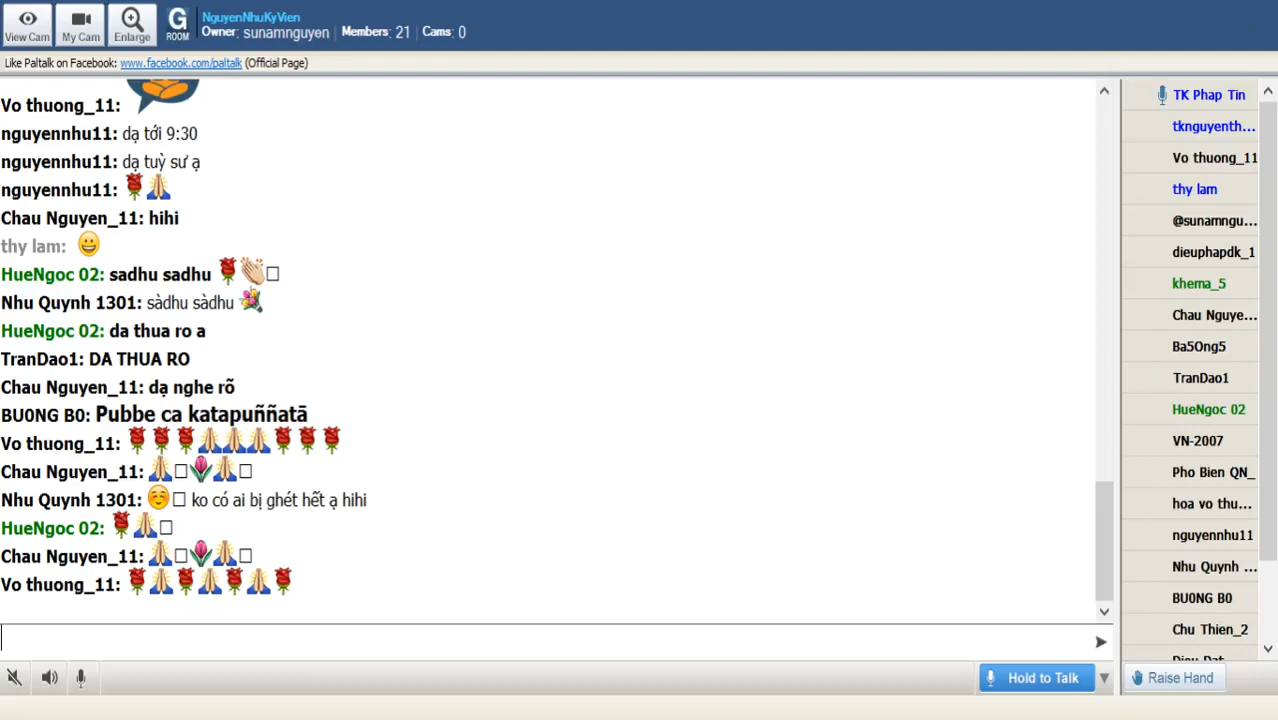 NguyenNhuKyVien
Owner: sunamnguyen Members: 21 Cams: 0
View Cam
My Cam
Enlarge
G
ROOM
Like Paltalk on Facebook: www.facebook.com/paltalk (Official Page)
Vo thuong_11:
nguyennhu11: dạ tới 9:30
nguyennhu11: dạ tuỳ sư ạ
nguyennhu11:
Chau Nguyen_11: hihi
thy lam:
HueNgoc 02: sadhu sadhu
Nhu Quynh 1301: sàdhu sàdhu
HueNgoc 02: da thua ro a
TranDao1: DA THUA RO
Chau Nguyen_11: dạ nghe rõ
BU0NG B0: Pubbe ca katapuññatā
Vo thuong_11:
Chau Nguyen_11:
Nhu Quynh 1301: ko có ai bị ghét hết ạ hihi
HueNgoc 02:
Chau Nguyen_11:
Vo thuong_11:
TK Phap Tin
tknguyenth...
Vo thuong_11
thy lam
@sunamngu...
dieuphapdk_1
khema_5
Chau Nguye...
Ba5Ong5
TranDao1
HueNgoc 02
VN-2007
Pho Bien QN_
hoa vo thu...
nguyennhu11
Nhu Quynh ...
BU0NG B0
Chu Thien_2
Dieu Dat
Hold to Talk
Raise Hand